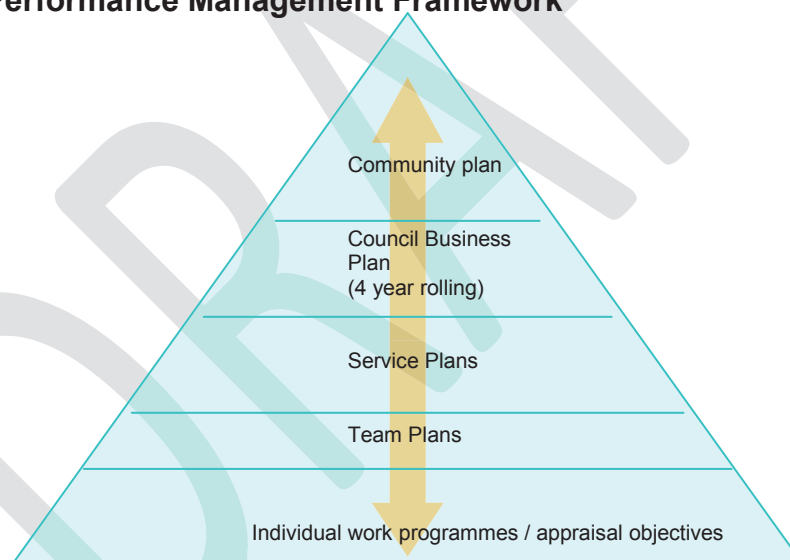 Performance Management Framework
Community plan
Council Business
Plan
(4 year rolling)
Service Plans
Team Plans
Individual work programmes / appraisal objectives
DRAF